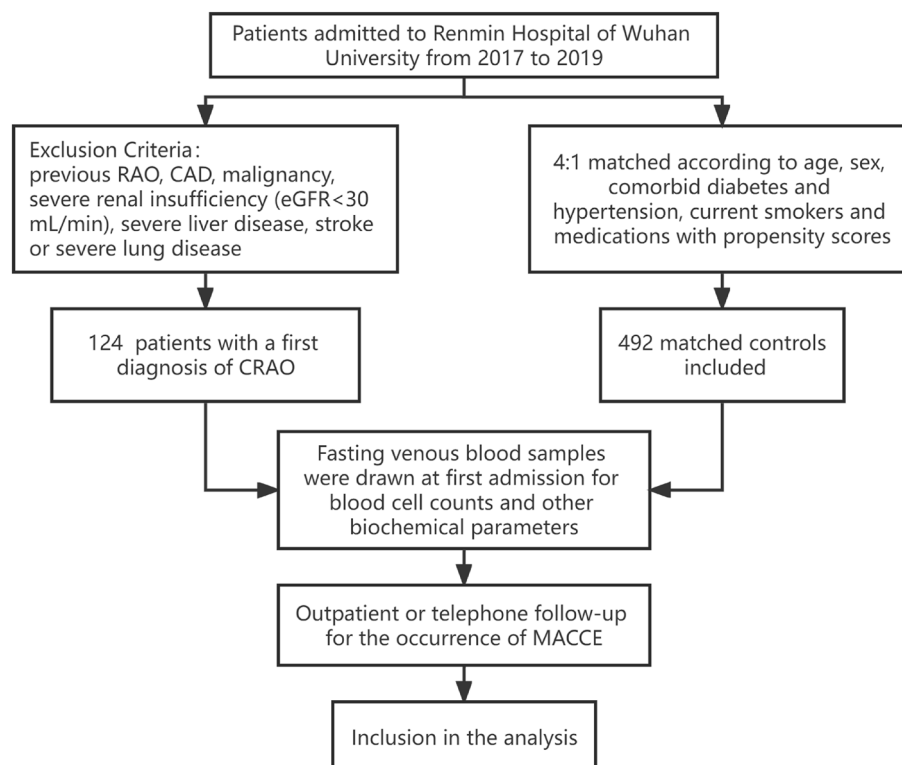 Patients admitted to Renmin Hospital of Wuhan
University from 2017 to 2019
Exclusion Criteria:
previous RAO, CAD, malignancy,
severe renal insufficiency (eGFR<30
mL/min), severe liver disease, stroke
or severe lung disease
4:1 matched according to age, sex,
comorbid diabetes and
hypertension, current smokers and
medications with propensity scores
124 patients with a first
diagnosis of CRAO
492 matched controls
included
Fasting venous blood samples
were drawn at first admission for
blood cell counts and other
biochemical parameters
Outpatient or telephone follow-up
for the occurrence of MACCE
Inclusion in the analysis